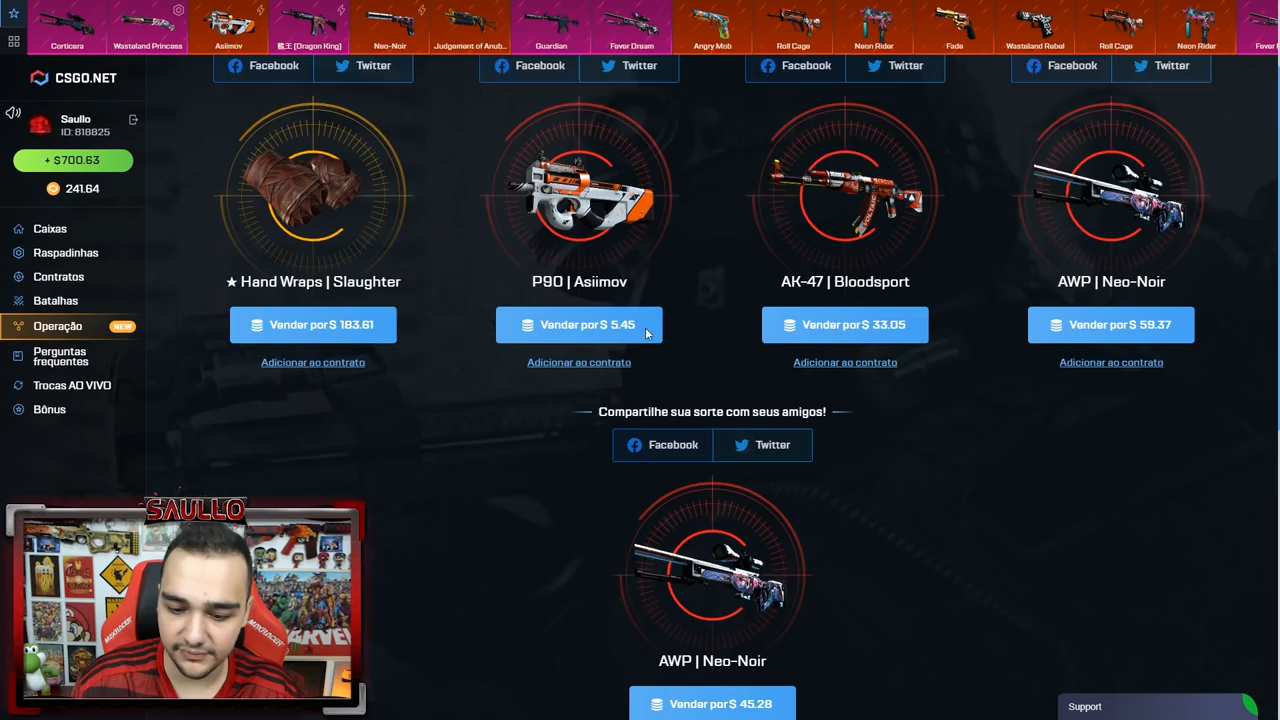 Corticera
Wasteland Princess
Asiimov
龍王 (Dragon King)
Neo-Noir
Judgement of Anub...
Guardian
Fever Dream
Angry Mob
Roll Cage
Neon Rider
Fade
Wasteland Rebel
Roll Cage
Neon Rider
Fever
CSGO.NET
Facebook Twitter
Facebook Twitter
Facebook Twitter
Facebook Twitter
Saullo
ID: 818825
+ $700.63
241.64
Caixas
Raspadinhas
Contratos
Batalhas
Operação NEW
Perguntas
frequentes
Trocas AO VIVO
Bônus
★ Hand Wraps | Slaughter
Vender por $ 183.61
Adicionar ao contrato
P90 | Asiimov
Vender por $ 5.45
Adicionar ao contrato
AK-47 | Bloodsport
Vender por $ 33.05
Adicionar ao contrato
AWP | Neo-Noir
Vender por $ 59.37
Adicionar ao contrato
Compartilhe sua sorte com seus amigos!
Facebook Twitter
AWP | Neo-Noir
Vender por $ 45.28
SAULLO
MAXRACER
MAXRACER
MARVEL
Support